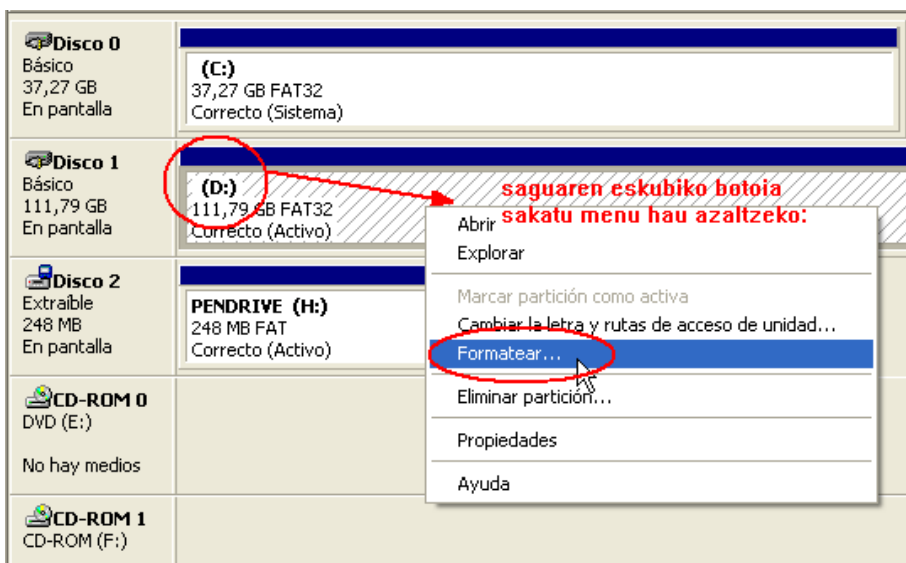 Disco 0
Básico
37,27 GB
En pantalla
(C:)
37,27 GB FAT32
Correcto (Sistema)
Disco 1
Básico
111,79 GB
En pantalla
(D:)
111,79 GB FAT32
Correcto (Activo)
saguaren eskubiko botoia
sakatu menu hau azaltzeko:
Abrir
Explorar
Marcar partición como activa
Cambiar la letra y rutas de acceso de unidad...
Formatear...
Eliminar partición...
Propiedades
Ayuda
Disco 2
Extraíble
248 MB
En pantalla
PENDRIVE (H:)
248 MB FAT
Correcto (Activo)
CD-ROM 0
DVD (E:)
No hay medios
CD-ROM 1
CD-ROM (F:)